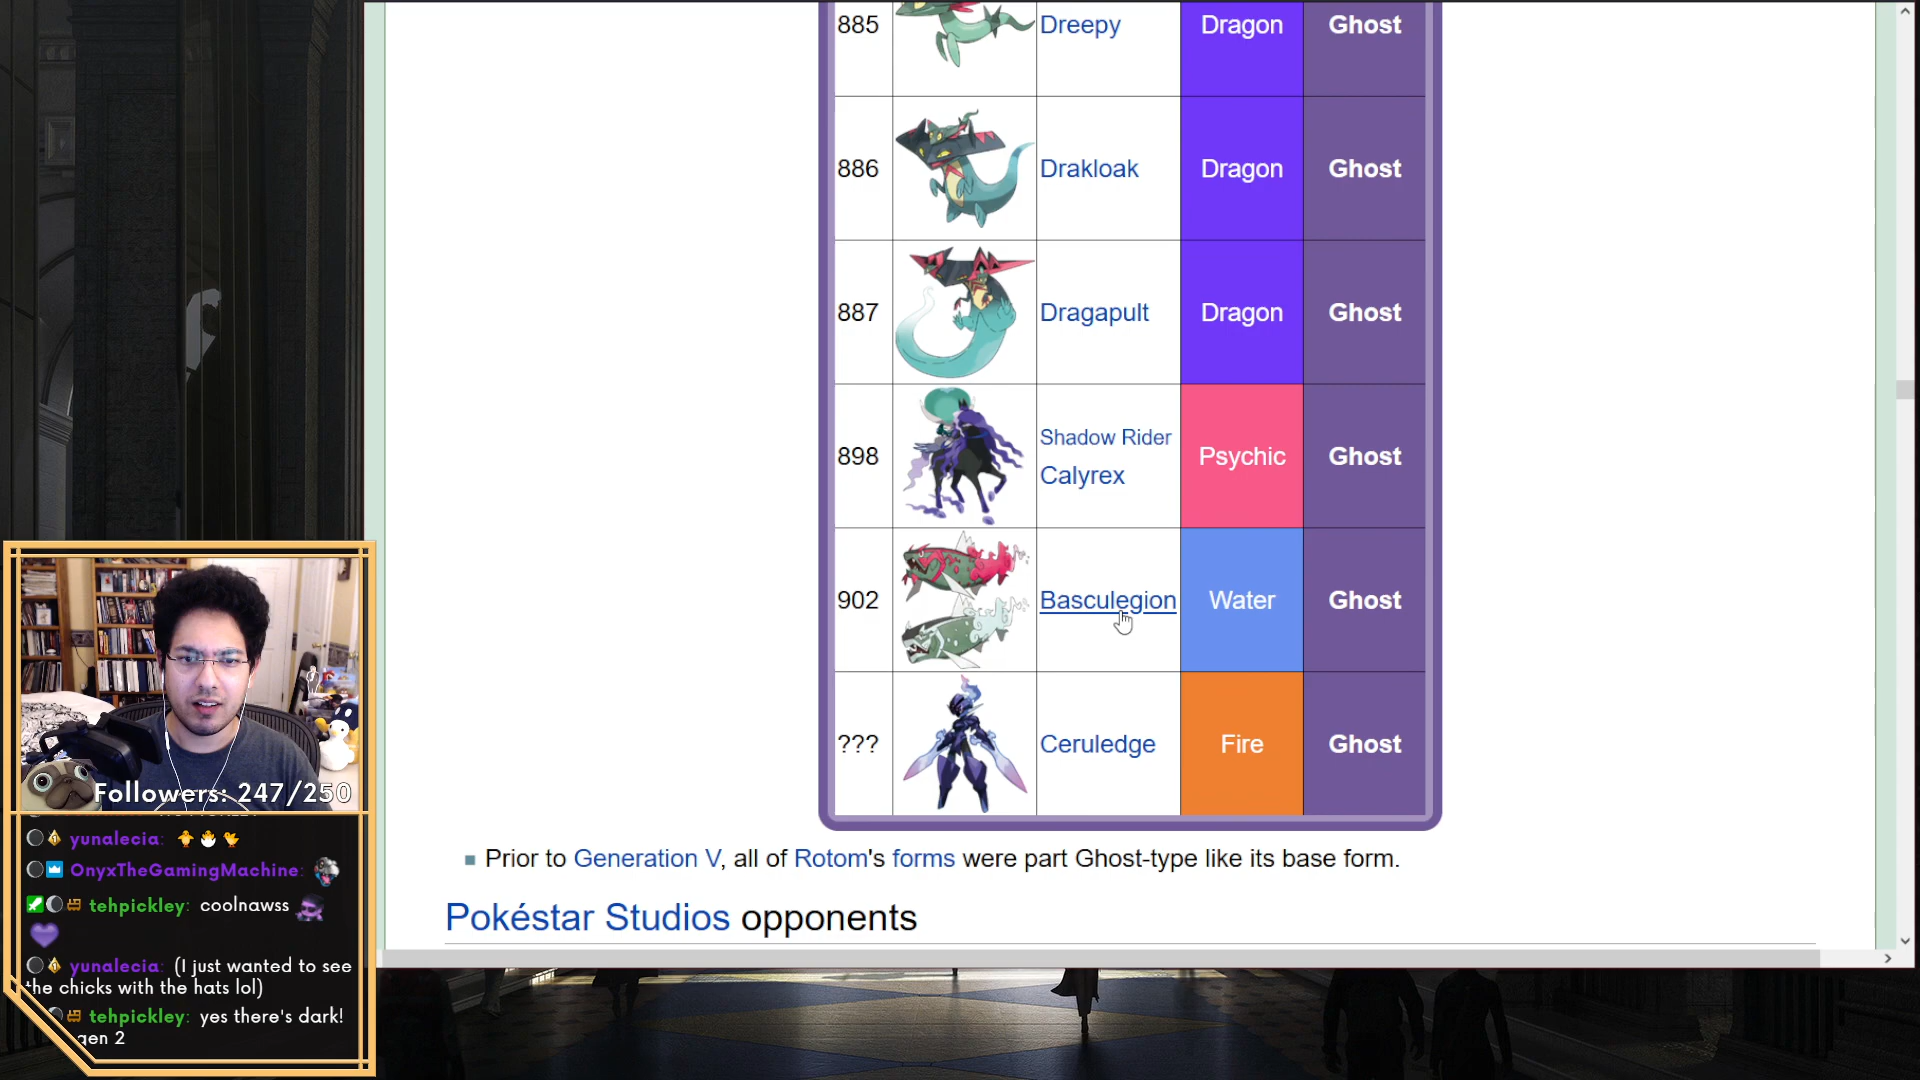 885 Dreepy Dragon Ghost
886 Drakloak Dragon Ghost
887 Dragapult Dragon Ghost
898 Shadow Rider Calyrex Psychic Ghost
902 Basculegion Water Ghost
??? Ceruledge Fire Ghost
Prior to Generation V, all of Rotom's forms were part Ghost-type like its base form.
Pokéstar Studios opponents
Followers: 247/250
yunalecia:
OnyxTheGamingMachine:
tehpickley: coolnawss
yunalecia: (I just wanted to see
the chicks with the hats lol)
tehpickley: yes there's dark!
gen 2